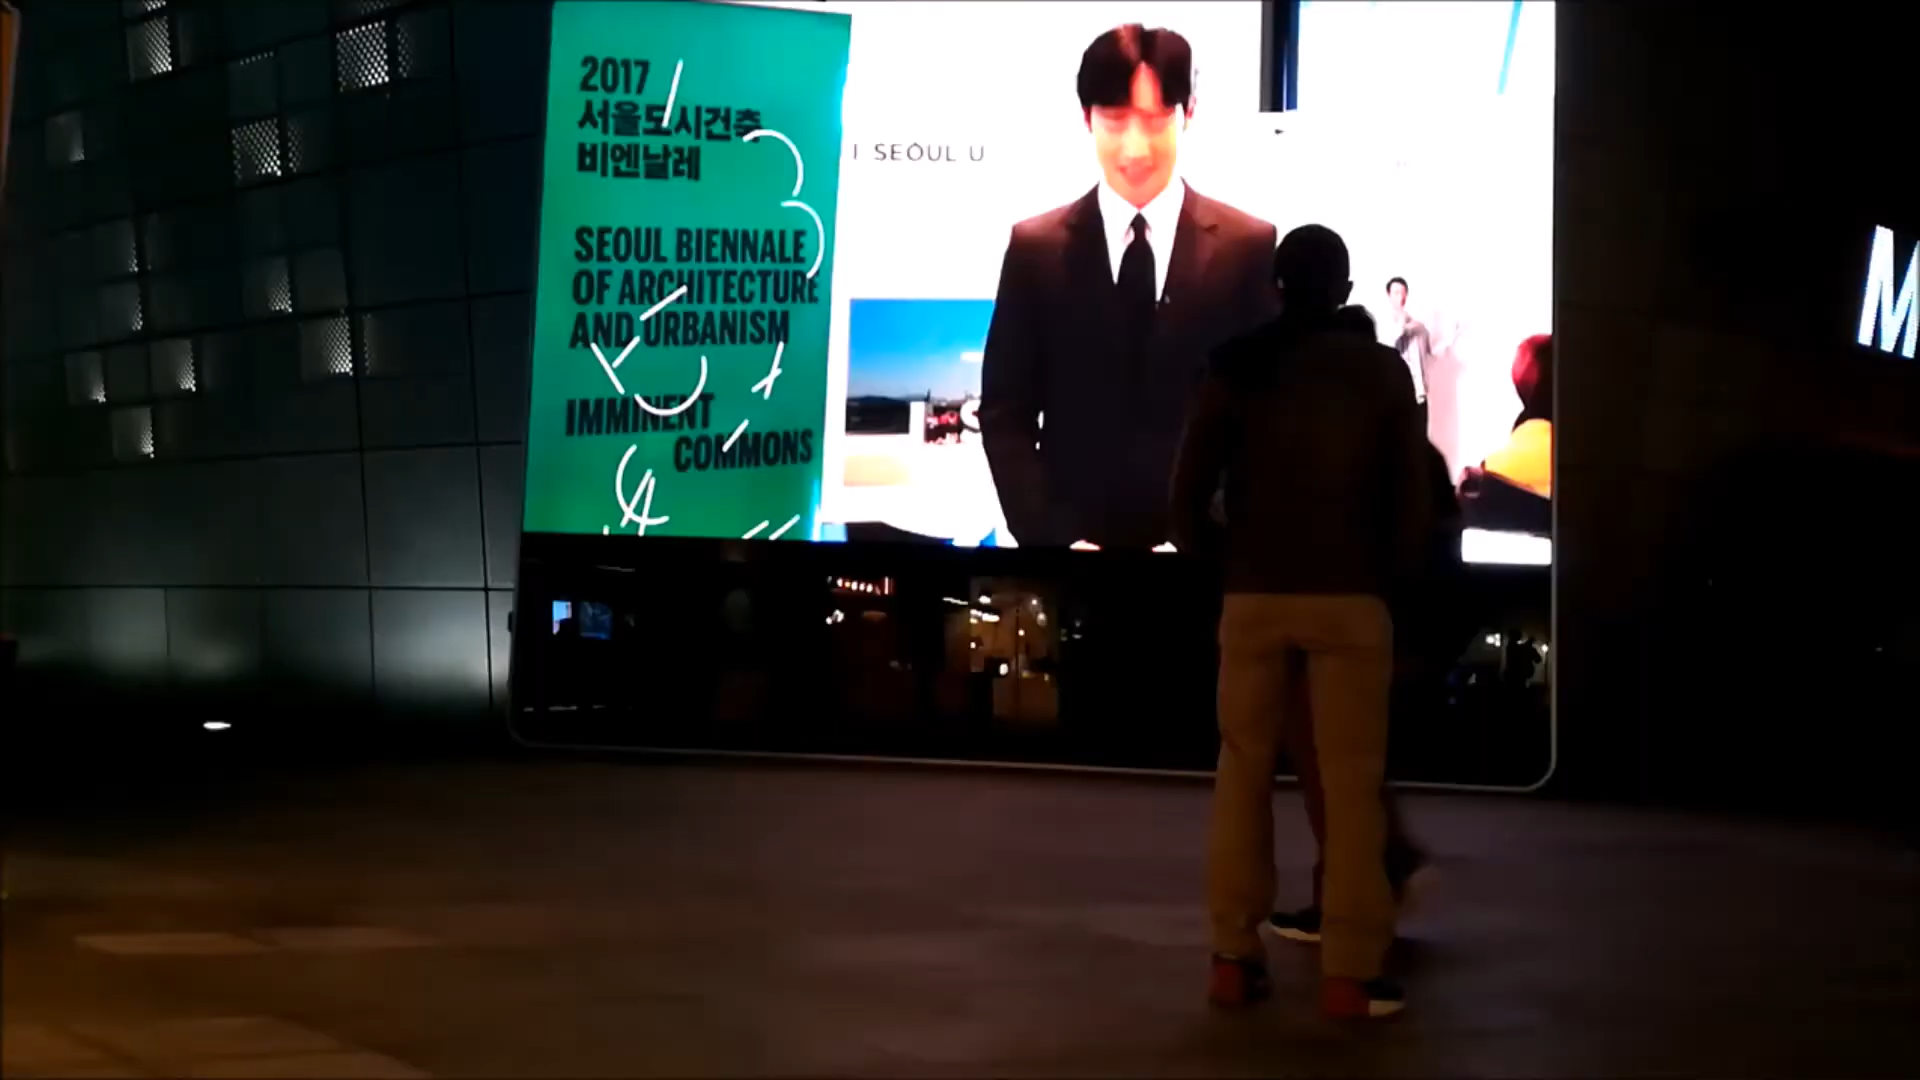 2017
서울도시건축
비엔날레
SEOUL BIENNALE
OF ARCHITECTURE
AND URBANISM
IMMINENT
COMMONS
I SEOUL U
M